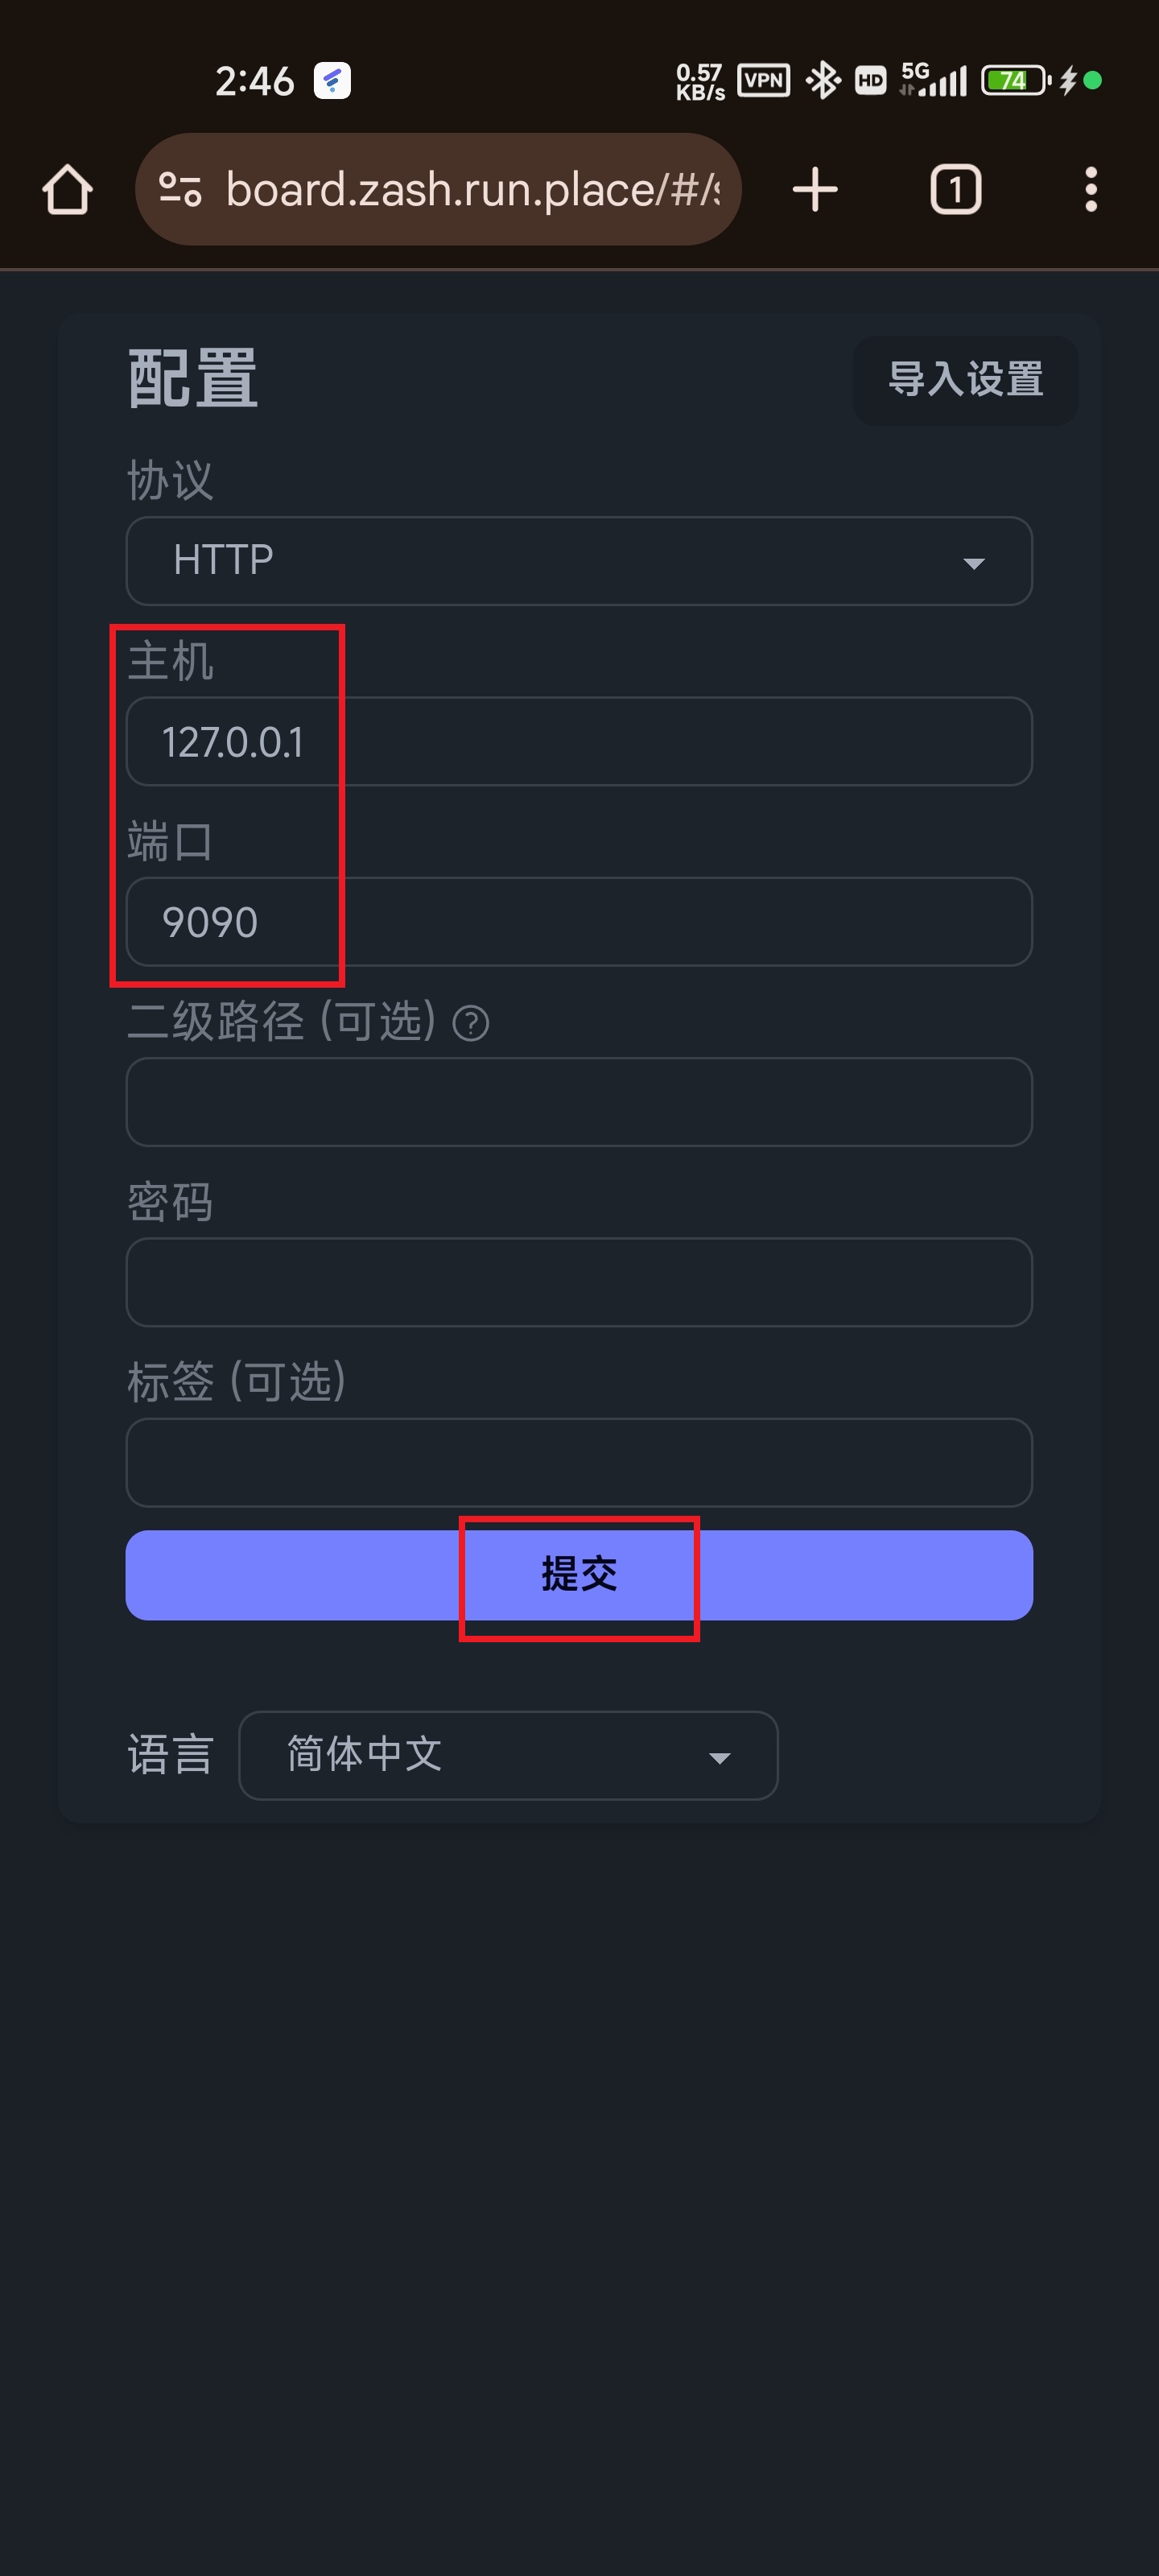 2:46
0.57
KB/s
VPN
HD
5G
74
board.zash.run.place/#/
1
配置
导入设置
协议
HTTP
主机
127.0.0.1
端口
9090
二级路径 (可选) ?
密码
标签 (可选)
提交
语言
简体中文